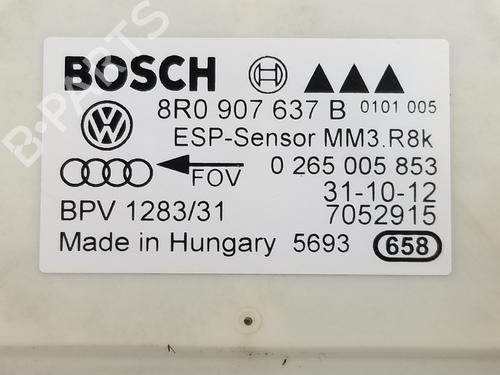 BOSCH
8R0 907 637 B 0101 005
ESP-Sensor MM3.R8k
FOV 0 265 005 853
31-10-12
BPV 1283/31 7052915
Made in Hungary 5693 658
B-PARTS